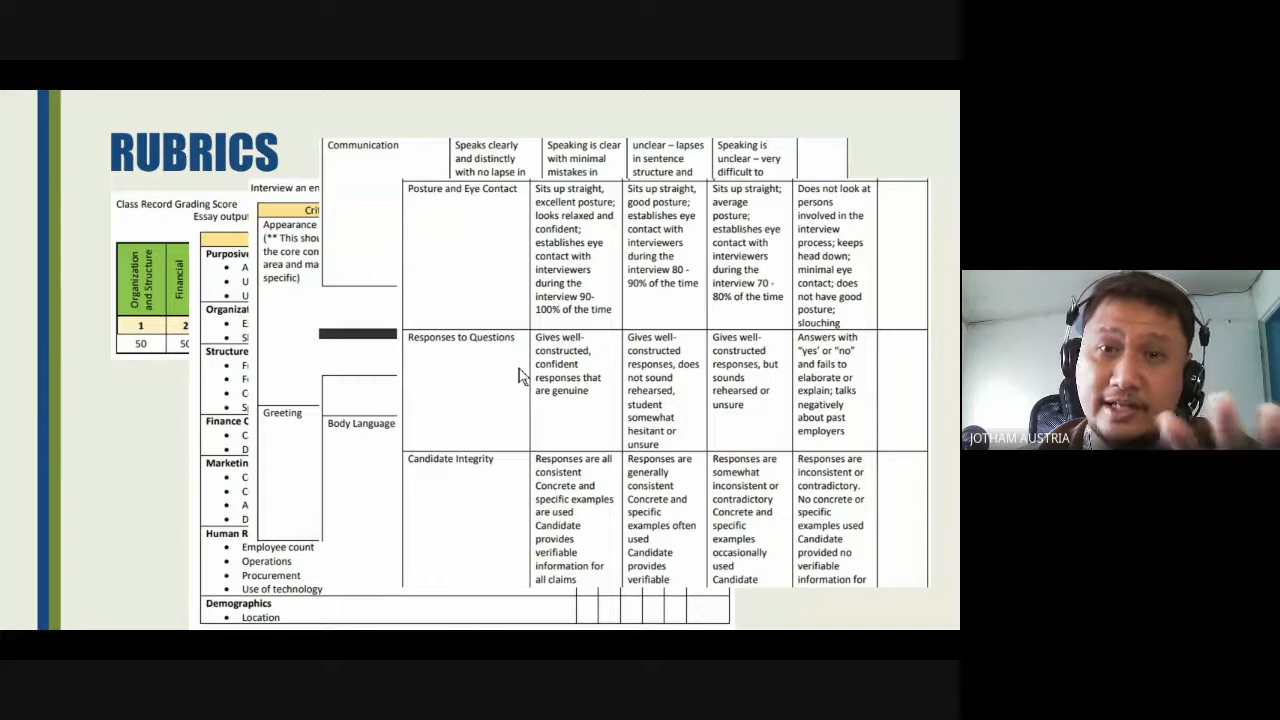 RUBRICS
Class Record Grading Score
Essay outpu
Organization
and Structure
Financial
1
2
50
50
Purposive
A
U
U
Organizat
Es
Sl
Structure
Fi
C
Sp
Finance C
C
D
Marketin
C
C
A
D
Human R
Employee count
Operations
Procurement
Use of technology
Demographics
Location
Interview an en
Crit
Appearance
(** This shou
the core con
area and ma
specific)
Greeting
Communication
Speaks clearly
and distinctly
with no lapse in
Speaking is clear
with minimal
mistakes in
unclear – lapses
in sentence
structure and
Speaking is
unclear – very
difficult to
Body Language
Posture and Eye Contact
Sits up straight,
excellent posture;
looks relaxed and
confident;
establishes eye
contact with
interviewers
during the
interview 90-
100% of the time
Sits up straight,
good posture;
establishes eye
contact with
interviewers
during the
interview 80 -
90% of the time
Sits up straight;
average
posture;
establishes eye
contact with
interviewers
during the
interview 70 -
80% of the time
Does not look at
persons
involved in the
interview
process; keeps
head down;
minimal eye
contact; does
not have good
posture;
slouching
Responses to Questions
Gives well-
constructed,
confident
responses that
are genuine
Gives well-
constructed
responses, does
not sound
rehearsed,
student
somewhat
hesitant or
unsure
Gives well-
constructed
responses, but
sounds
rehearsed or
unsure
Answers with
“yes’ or “no”
and fails to
elaborate or
explain; talks
negatively
about past
employers
Candidate Integrity
Responses are all
consistent
Concrete and
specific examples
are used
Candidate
provides
verifiable
information for
all claims
Responses are
generally
consistent
Concrete and
specific
examples often
used
Candidate
provides
verifiable
Responses are
somewhat
inconsistent or
contradictory
Concrete and
specific
examples
occasionally
used
Candidate
Responses are
inconsistent or
contradictory.
No concrete or
specific
examples used
Candidate
provided no
verifiable
information for
JOTHAM AUSTRIA